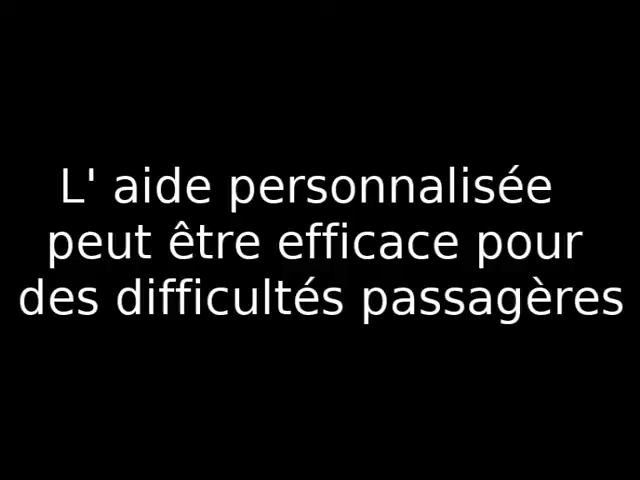 L' aide personnalisée
peut être efficace pour
des difficultés passagères